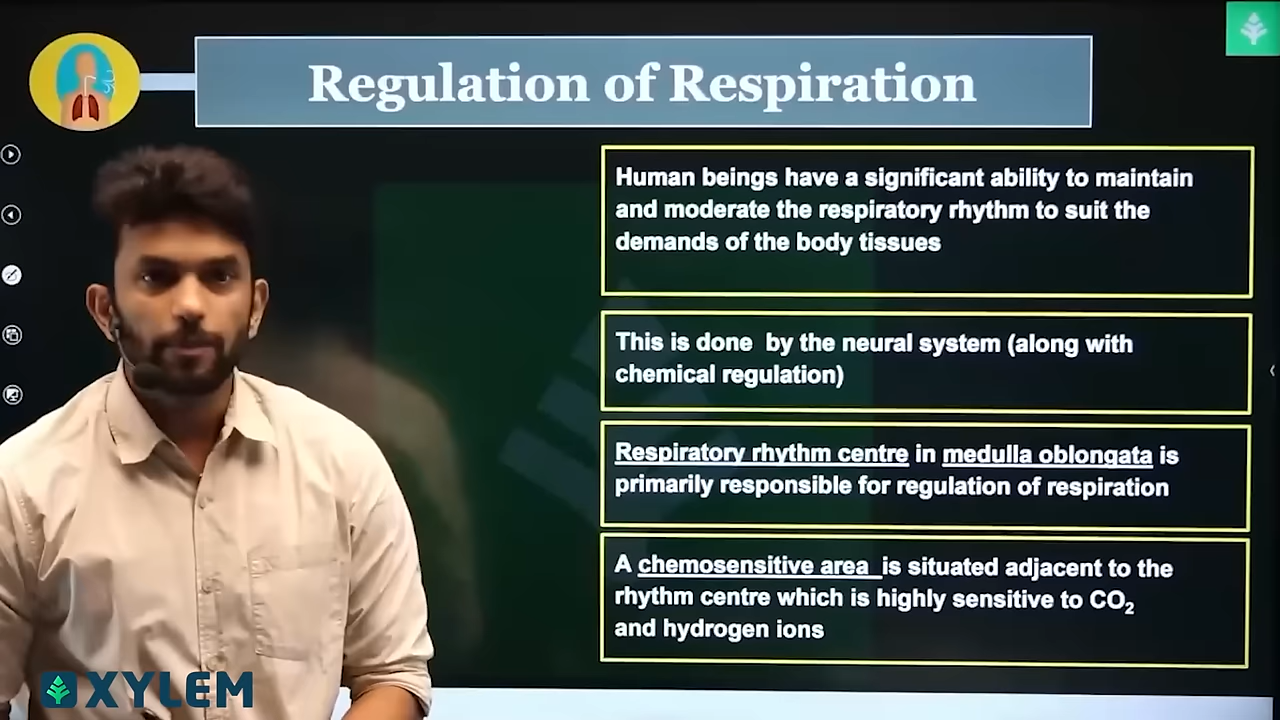 Regulation of Respiration
Human beings have a significant ability to maintain
and moderate the respiratory rhythm to suit the
demands of the body tissues
This is done by the neural system (along with
chemical regulation)
Respiratory rhythm centre in medulla oblongata is
primarily responsible for regulation of respiration
A chemosensitive area is situated adjacent to the
rhythm centre which is highly sensitive to CO₂
and hydrogen ions
XYLEM